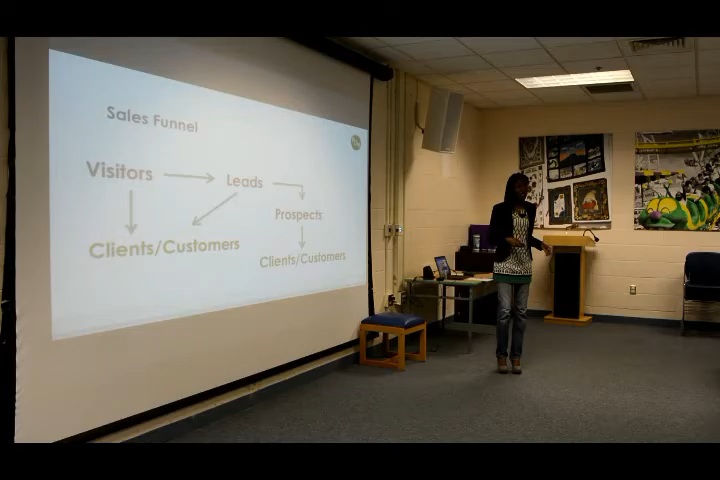 Sales Funnel
Visitors
Leads
Prospects
Clients/Customers
Clients/Customers